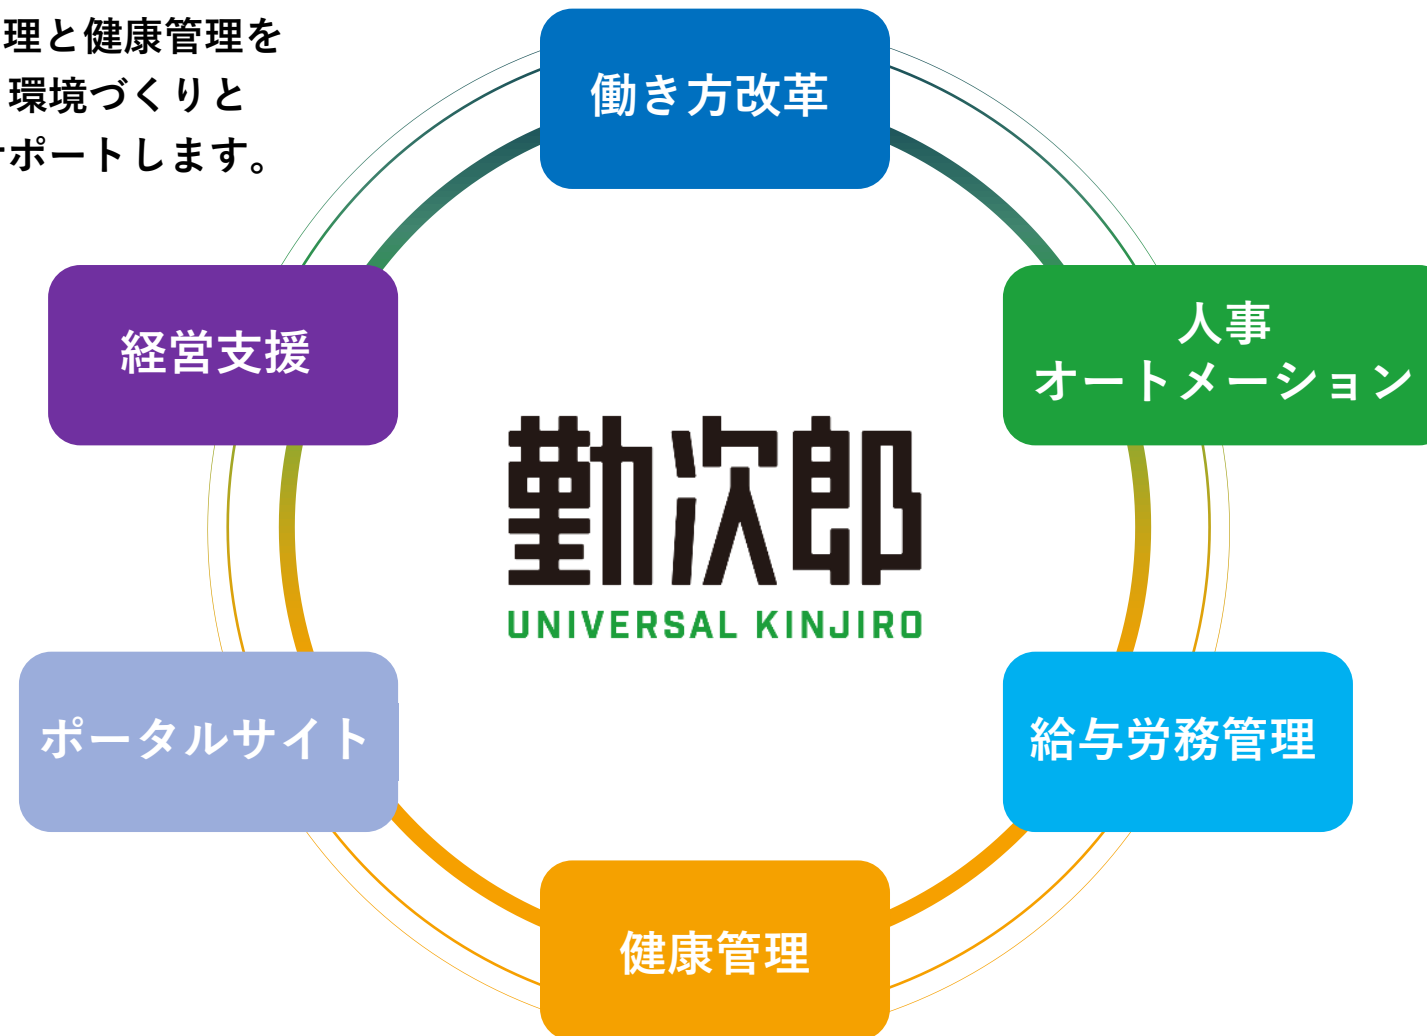 理と健康管理を
環境づくりと
サポートします。
働き方改革
経営支援
人事
オートメーション
勤次郎
UNIVERSAL KINJIRO
ポータルサイト
給与労務管理
健康管理